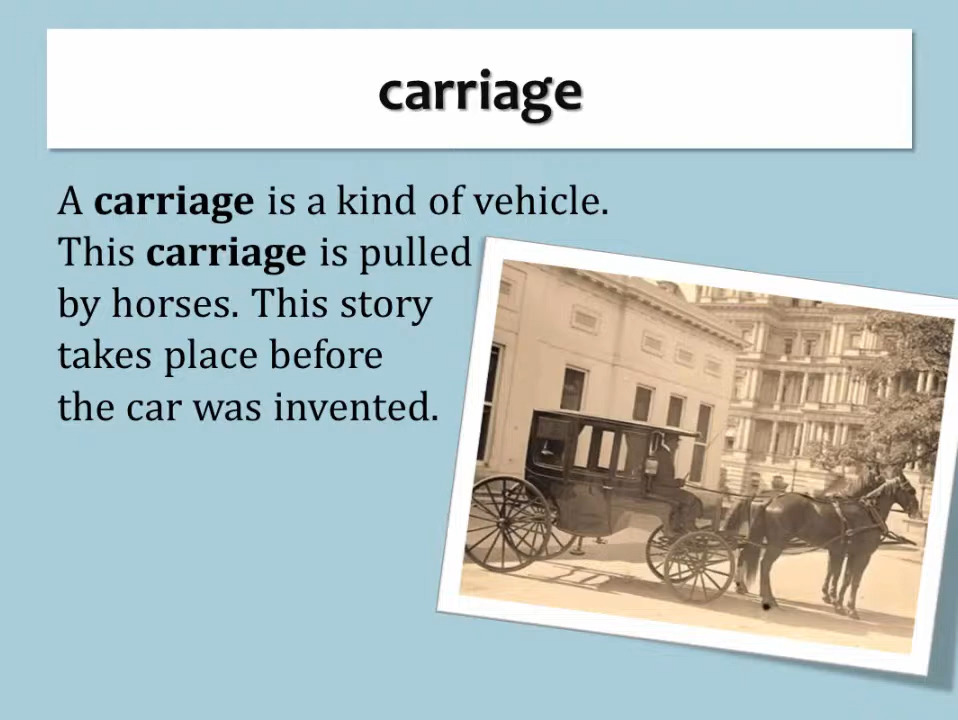 carriage
A carriage is a kind of vehicle.
This carriage is pulled
by horses. This story
takes place before
the car was invented.